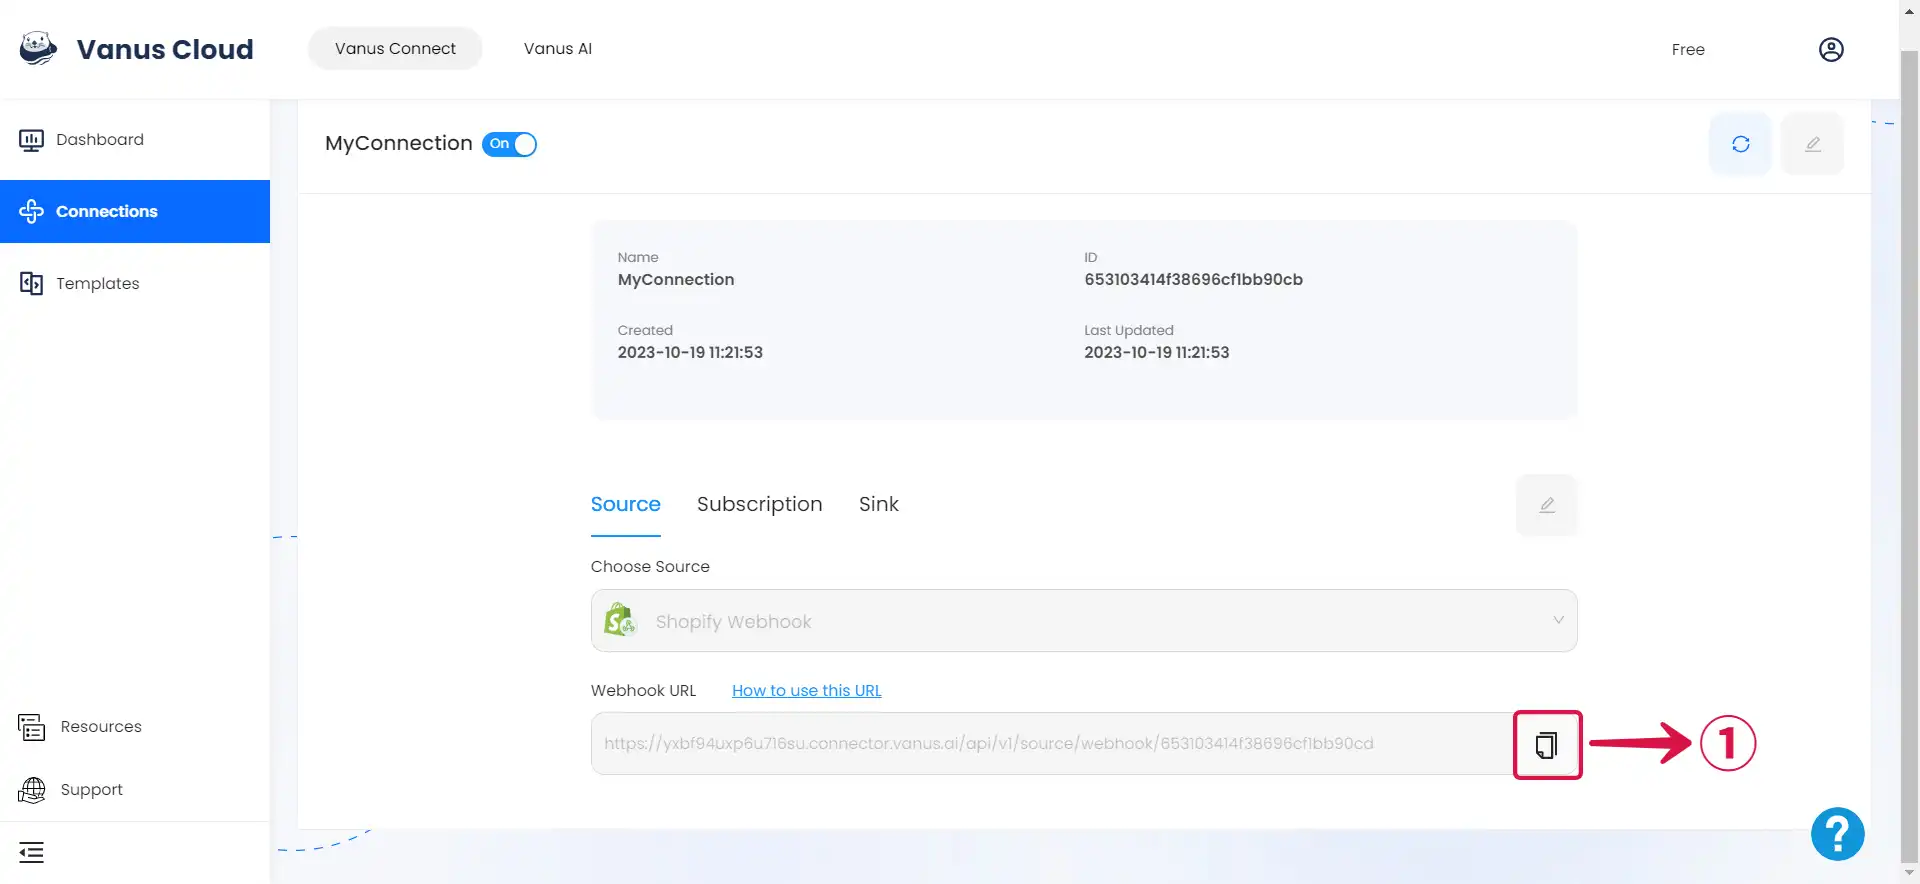 Vanus Cloud
Vanus Connect
Vanus AI
Free
Dashboard
Connections
Templates
Resources
Support
MyConnection
On
Name
MyConnection
ID
653103414f38696cf1bb90cb
Created
2023-10-19 11:21:53
Last Updated
2023-10-19 11:21:53
Source
Subscription
Sink
Choose Source
Shopify Webhook
Webhook URL
How to use this URL
https://yxbf94uxp6u716su.connector.vanus.ai/api/v1/source/webhook/653103414f38696cf1bb90cd
1
?